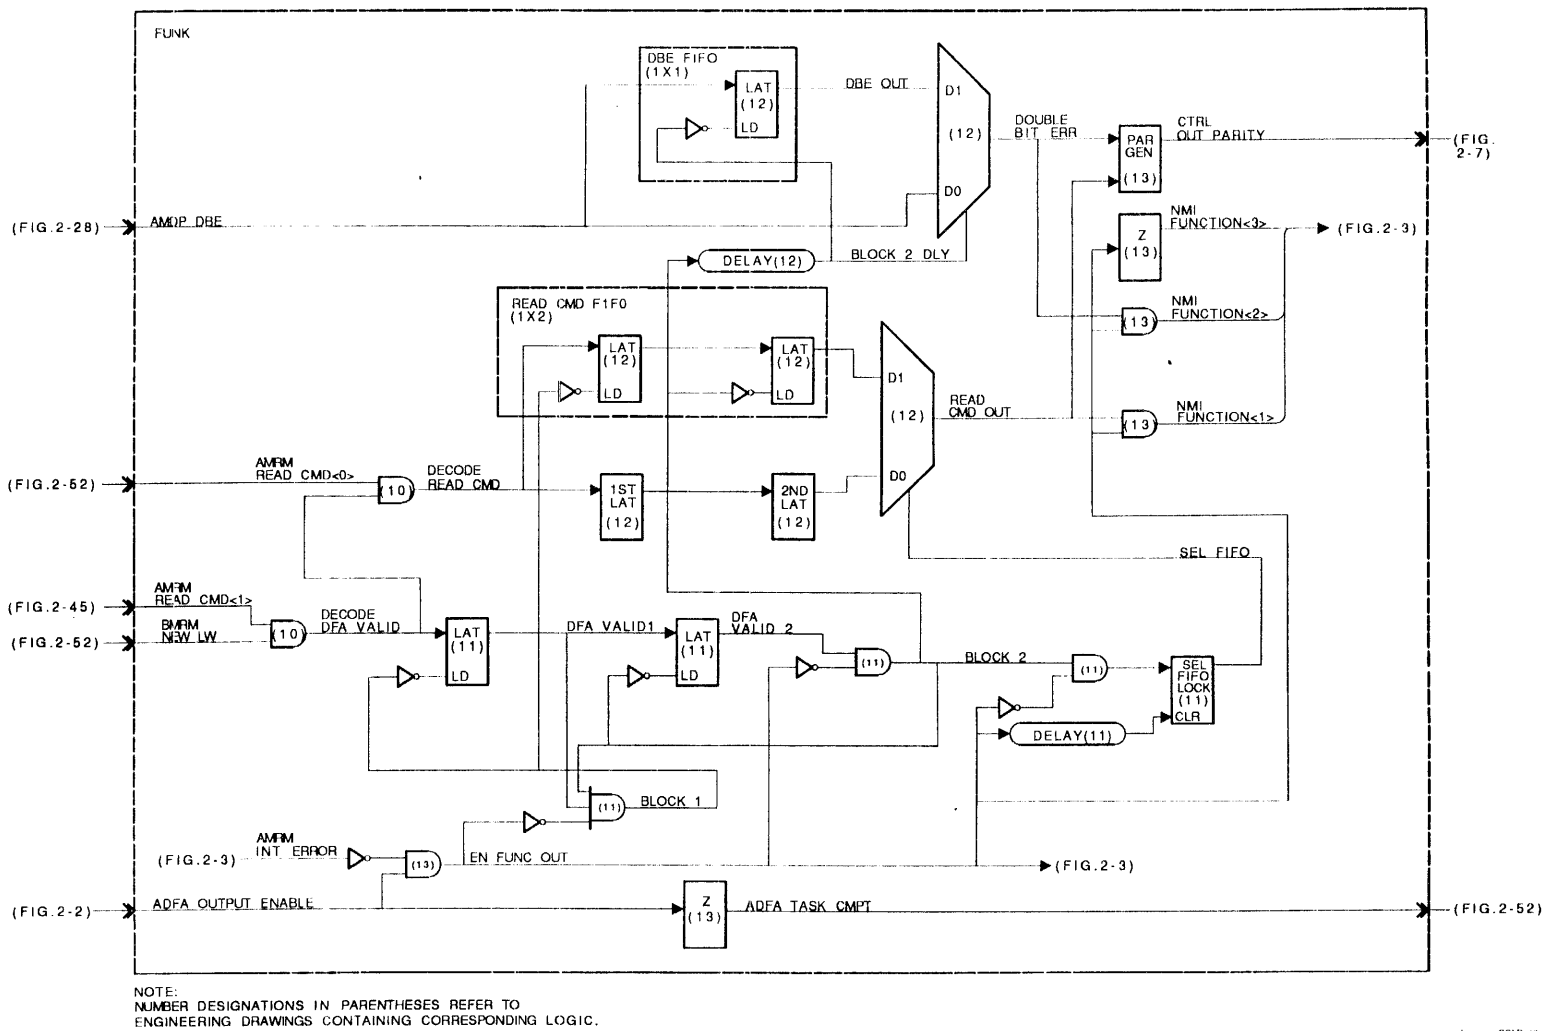 FUNK
DBE FIFO
(1X1)
LAT
(12)
LD
DBE OUT
D1
(12)
D0
DOUBLE
BIT ERR
PAR
GEN
(13)
CTRL
OUT PARITY
(FIG.
2-7)
(FIG.2-28)
AMDP DBE
Z
(13)
NMI
FUNCTION<3>
(FIG.2-3)
DELAY(12)
BLOCK 2 DLY
READ CMD F1F0
(1X2)
LAT
(12)
LD
LAT
(12)
LD
(13)
NMI
FUNCTION<2>
D1
(12)
D0
READ
CMD OUT
(13)
NMI
FUNCTION<1>
(FIG.2-52)
AMRM
READ CMD<0>
(10)
DECODE
READ CMD
1ST
LAT
(12)
2ND
LAT
(12)
SEL FIFO
(FIG.2-45)
AMRM
READ CMD<1>
(FIG.2-52)
BMRM
NEW LW
(10)
DECODE
DFA VALID
LAT
(11)
LD
DFA VALID1
LAT
(11)
LD
DFA
VALID 2
(11)
BLOCK 2
(11)
SEL
FIFO
LOCK
(11)
CLR
DELAY(11)
(11)
BLOCK 1
(FIG.2-3)
AMRM
INT ERROR
(13)
EN FUNC OUT
(FIG.2-3)
(FIG.2-2)
ADFA OUTPUT ENABLE
Z
(13)
ADFA TASK CMPT
(FIG.2-52)
NOTE:
NUMBER DESIGNATIONS IN PARENTHESES REFER TO
ENGINEERING DRAWINGS CONTAINING CORRESPONDING LOGIC.